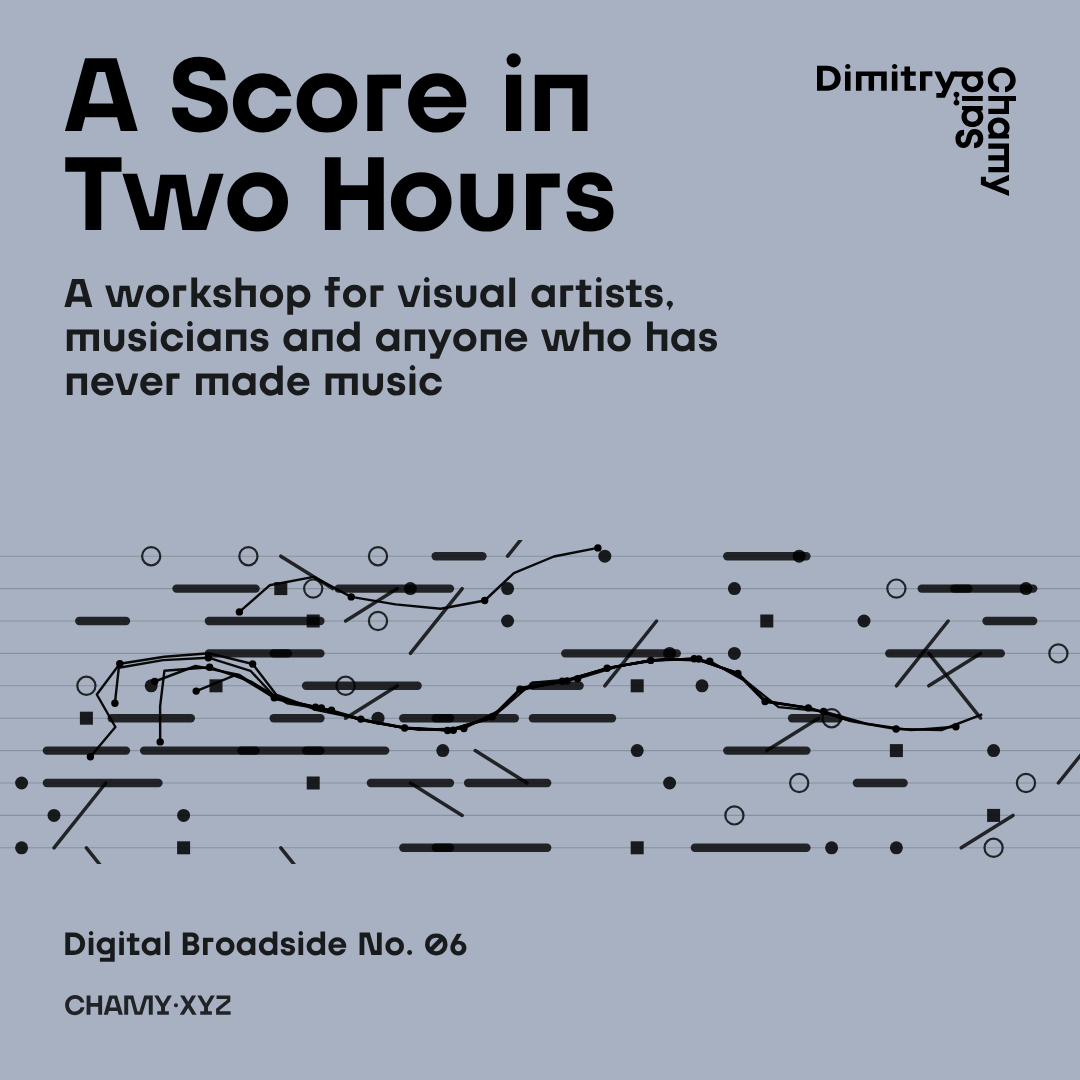 A Score in
Two Hours
Dimitry
Saïd
Chamy
A workshop for visual artists,
musicians and anyone who has
never made music
Digital Broadside No. 06
CHAMY·XYZ